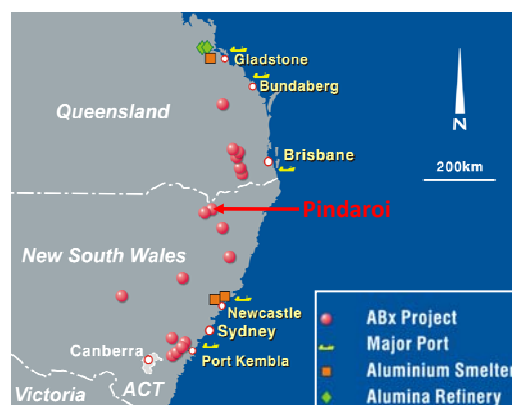 Gladstone
Bundaberg
Queensland
N
Brisbane
200km
Pindaroi
New South Wales
Newcastle
Sydney
Canberra
Port Kembla
ACT
Victoria
ABx Project
Major Port
Aluminium Smelter
Alumina Refinery